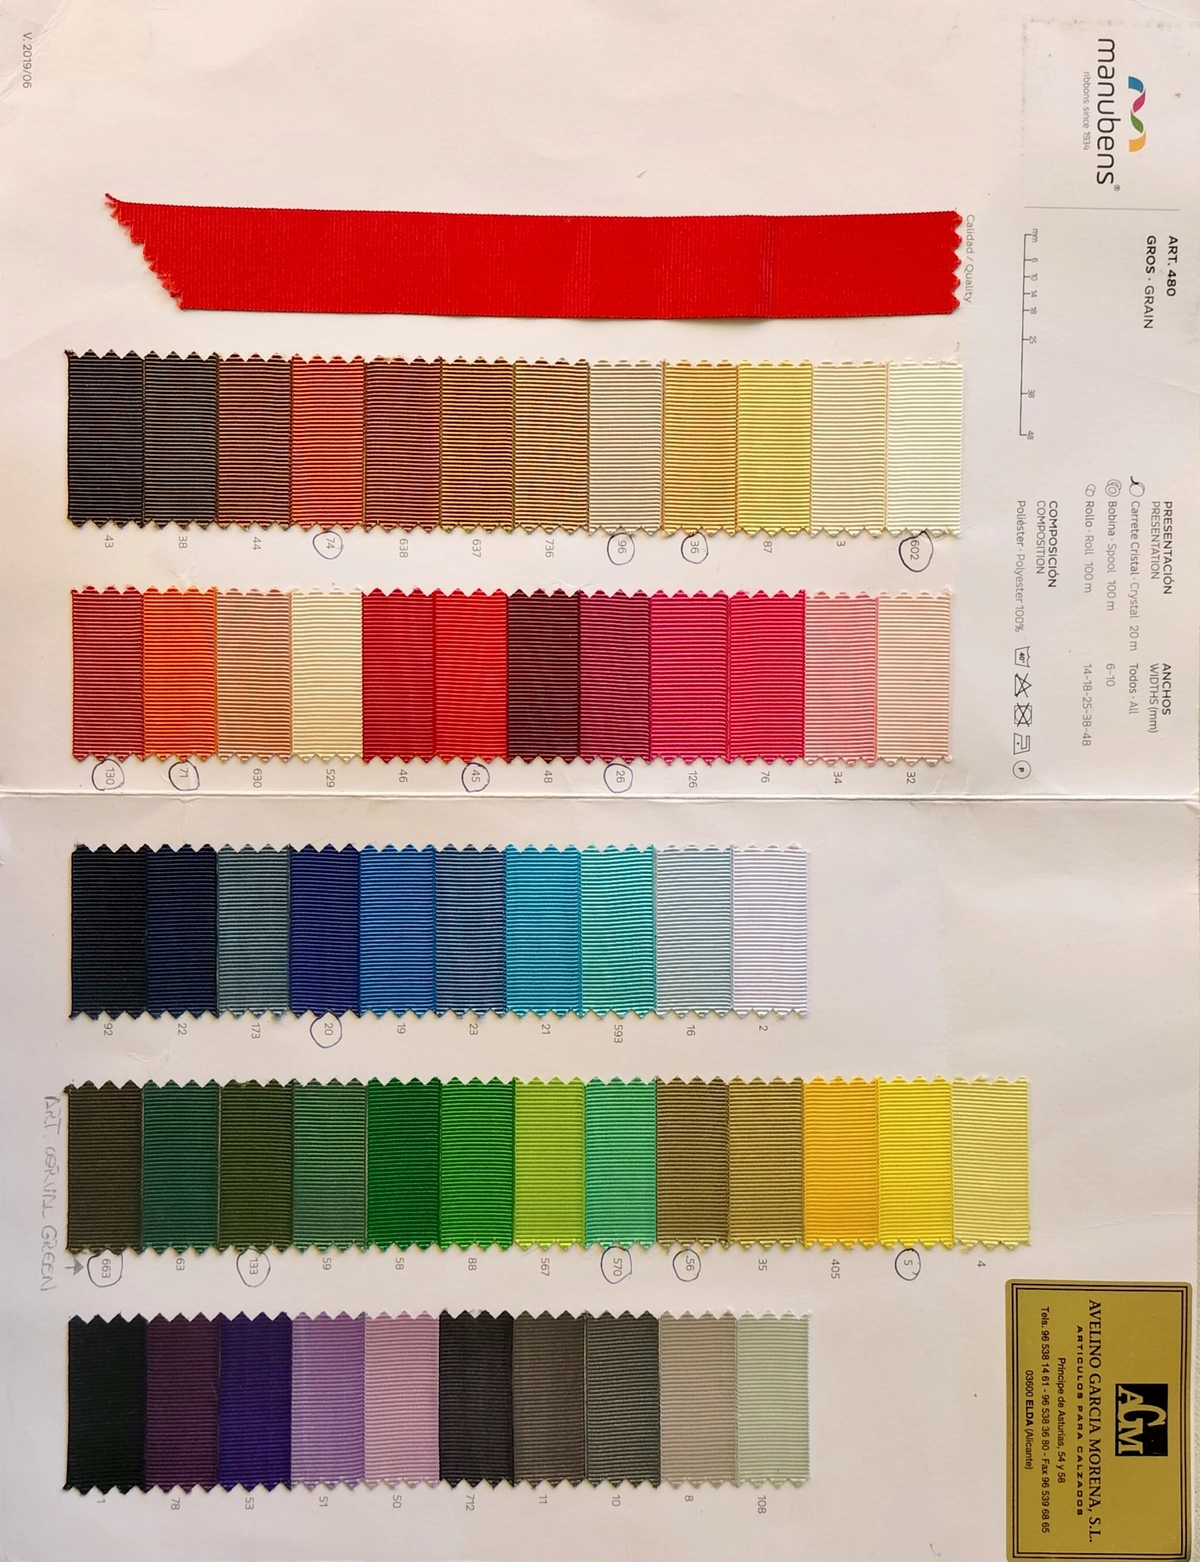 manubens®
ribbons since 1934
ART. 480
GROS · GRAIN
mm 6 10 14 18 25 38 48
PRESENTACIÓN
PRESENTATION
ANCHOS
WIDTHS (mm)
Carrete Cristal · Crystal 20 m Todos · All
Bobina · Spool 100 m 6-10
Rollo · Roll 100 m 14-18-25-38-48
COMPOSICIÓN
COMPOSITION
Poliéster · Polyester 100%
40°
P
Calidad / Quality
602
3
87
36
96
736
637
638
74
44
38
43
32
34
76
126
26
48
45
46
529
630
71
130
2
16
593
21
23
19
20
173
22
92
4
5
405
35
56
570
567
88
58
59
133
63
663
ART.
GREEN
108
8
10
11
712
50
51
53
78
1
V. 2019/06
AGM
AVELINO GARCIA MORENA, S.L.
ARTICULOS PARA CALZADOS
Principe de Asturias, 54 y 58
Tels. 96 538 14 61 - 96 538 36 80 - Fax 96 539 68 65
03600 ELDA (Alicante)